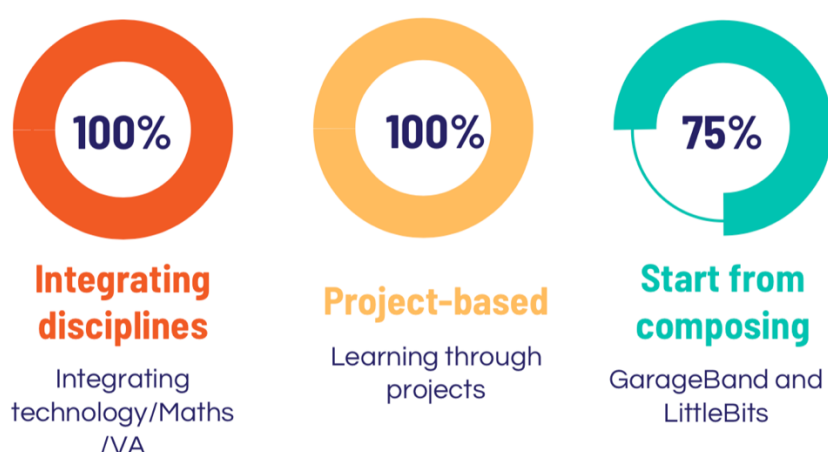 100%
Integrating
disciplines
Integrating
technology/Maths
/VA
100%
Project-based
Learning through
projects
75%
Start from
composing
GarageBand and
LittleBits